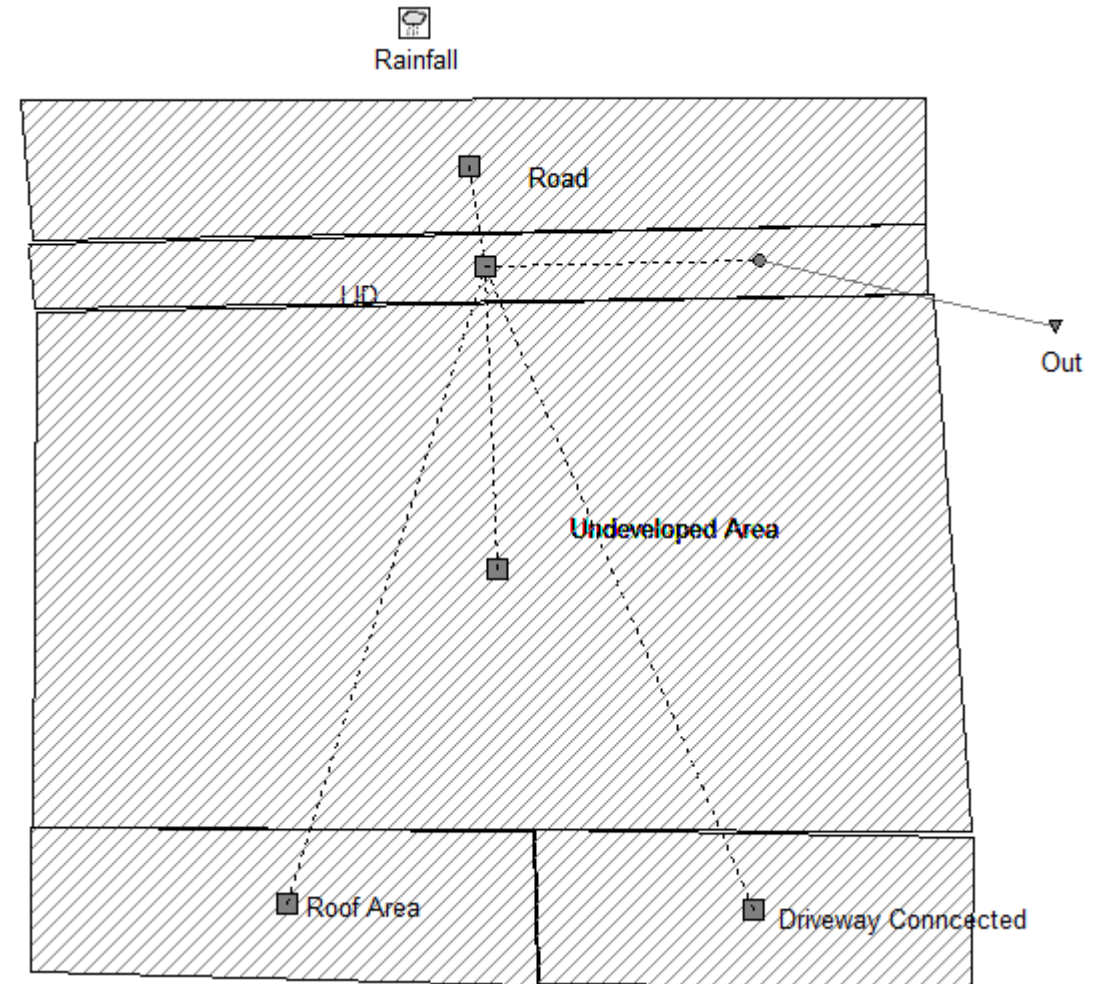 Rainfall
Road
LID
Out
Undeveloped Area
Roof Area
Driveway Conncected